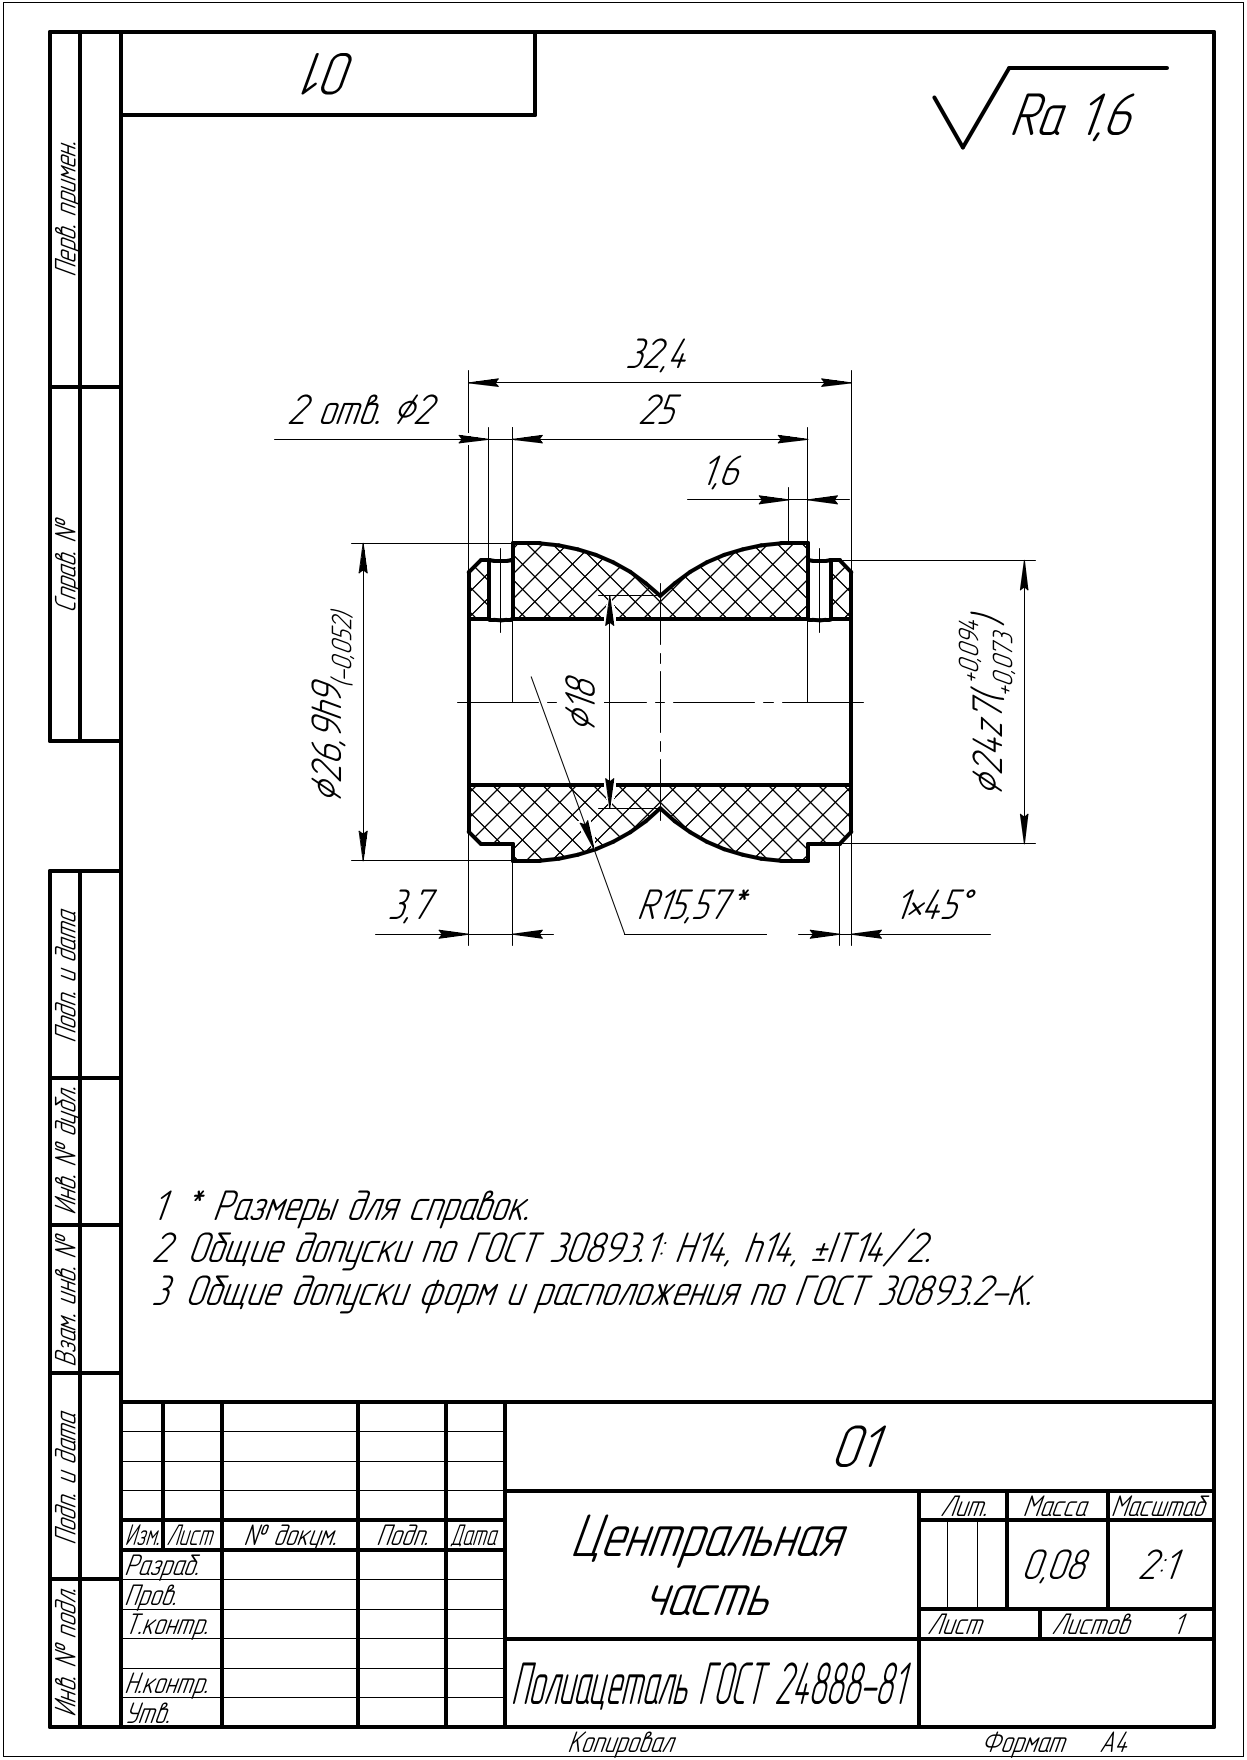 01
Ra 1,6
Перв. примен.
Справ. №
Подп. и дата
Инв. № дубл.
Взам. инв. №
Подп. и дата
Инв. № подл.
32,4
2 отв. ⌀2
25
1,6
⌀26,9h9(-0,052)
⌀18
⌀24z7(+0,094 +0,073)
3,7
R15,57*
1×45°
1 * Размеры для справок.
2 Общие допуски по ГОСТ 30893.1: H14, h14, ±IT14/2.
3 Общие допуски форм и расположения по ГОСТ 30893.2-К.
01
Изм. Лист № докум. Подп. Дата
Разраб.
Пров.
Т.контр.
Н.контр.
Утв.
Центральная
часть
Лит. Масса Масштаб
0,08 2:1
Лист Листов 1
Полиацеталь ГОСТ 24888-81
Копировал Формат А4